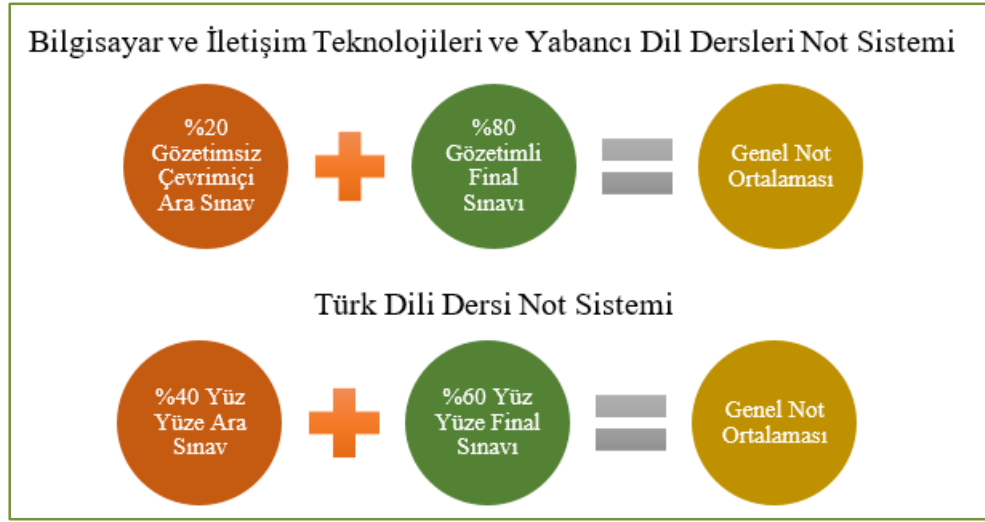 Bilgisayar ve İletişim Teknolojileri ve Yabancı Dil Dersleri Not Sistemi
%20
Gözetimsiz
Çevrimiçi
Ara Sınav
%80
Gözetimli
Final
Sınavı
Genel Not
Ortalaması
Türk Dili Dersi Not Sistemi
%40 Yüz
Yüze Ara
Sınav
%60 Yüz
Yüze Final
Sınavı
Genel Not
Ortalaması